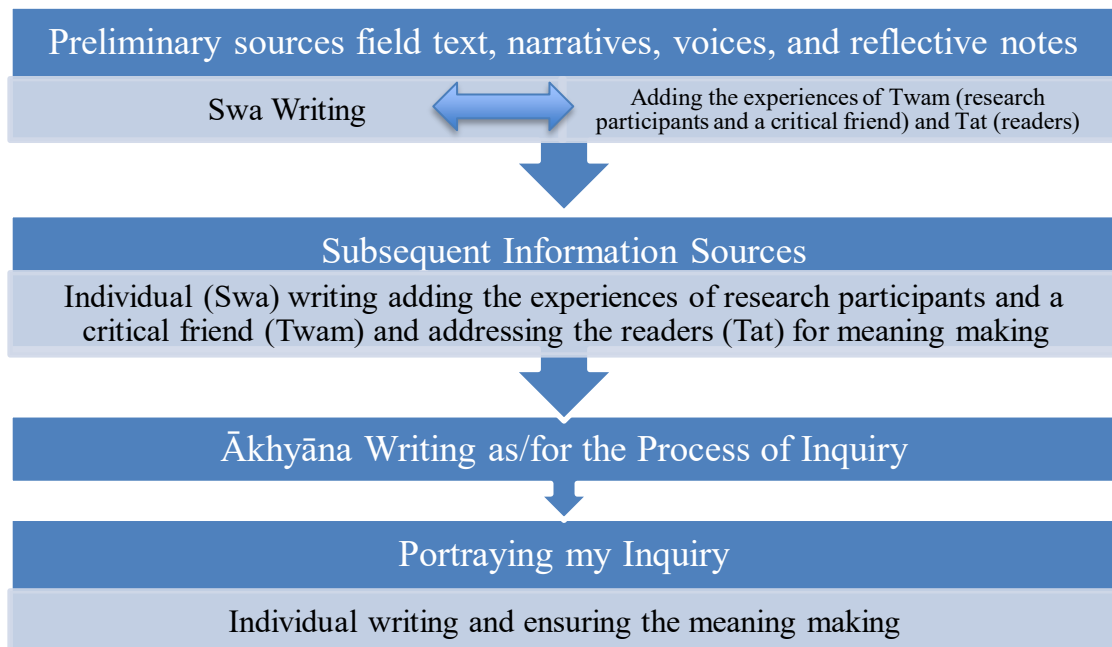 Preliminary sources field text, narratives, voices, and reflective notes
Swa Writing
Adding the experiences of Twam (research
participants and a critical friend) and Tat (readers)
Subsequent Information Sources
Individual (Swa) writing adding the experiences of research participants and a
critical friend (Twam) and addressing the readers (Tat) for meaning making
Ākhyāna Writing as/for the Process of Inquiry
Portraying my Inquiry
Individual writing and ensuring the meaning making